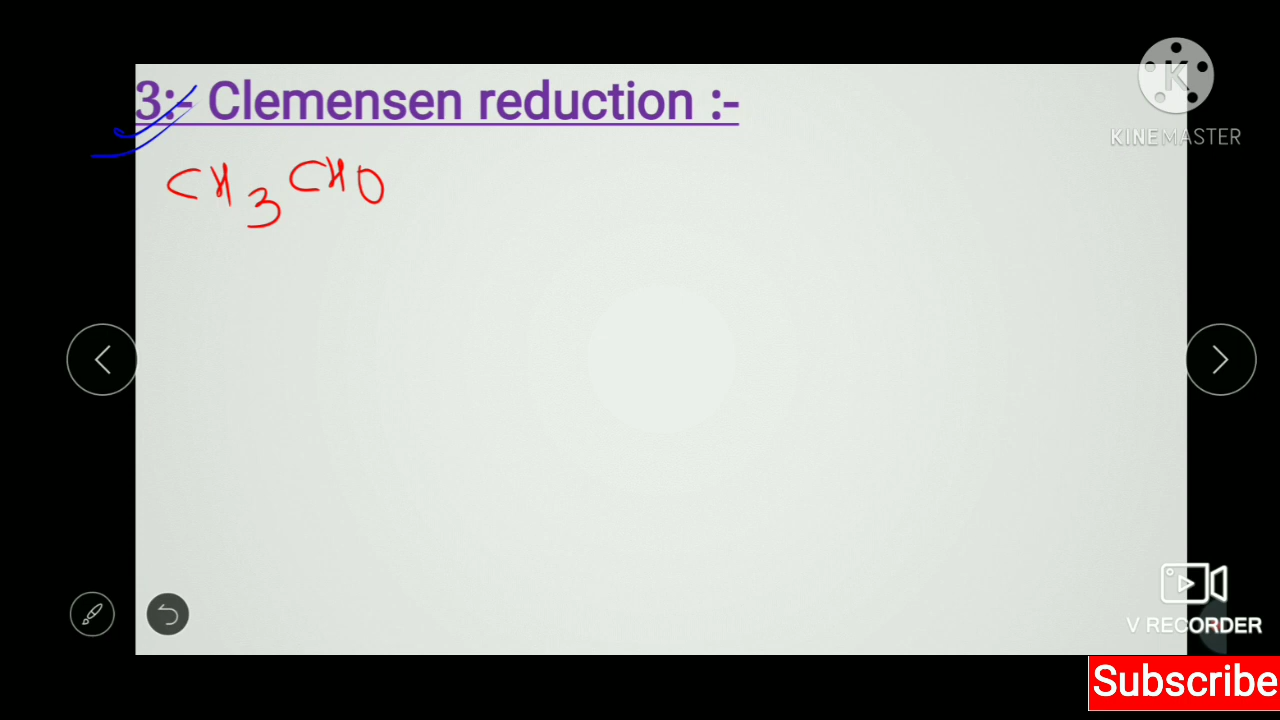 3:- Clemensen reduction :-
CH3CHO
K
KINEMASTER
V RECORDER
Subscribe